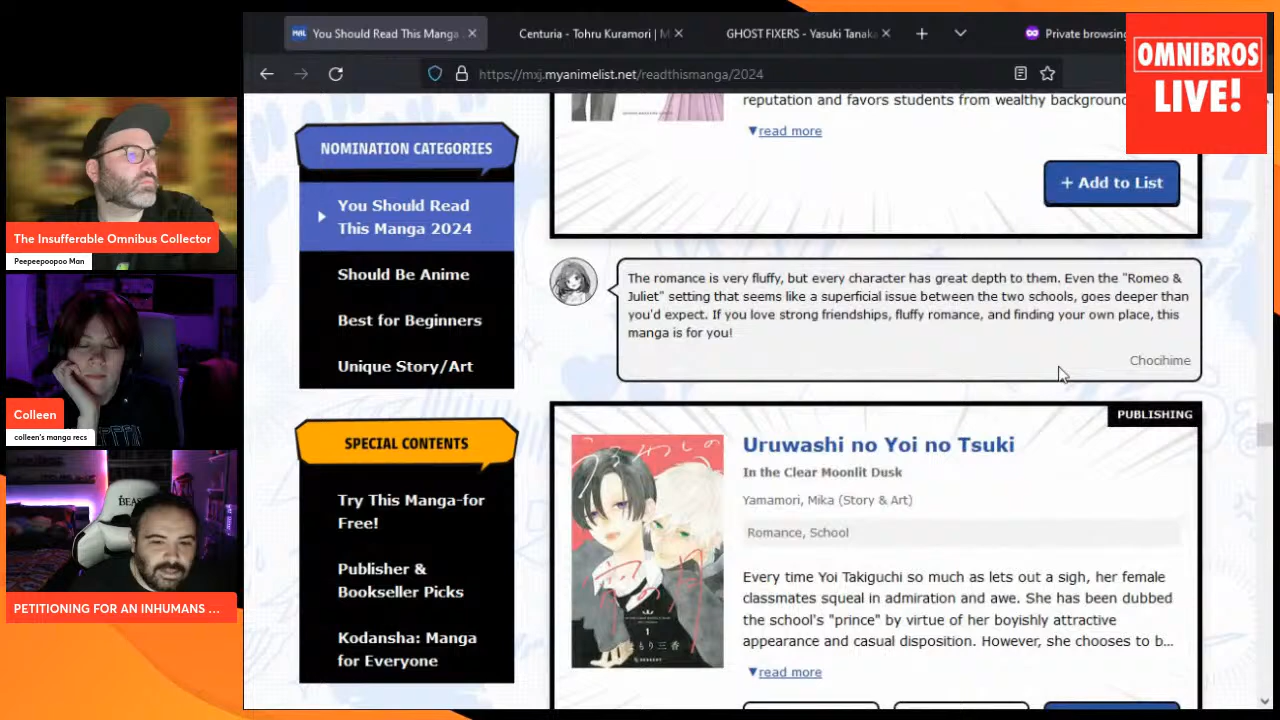 You Should Read This Manga
Centuria - Tohru Kuramori | M
GHOST FIXERS - Yasuki Tanaka
Private browsing
https://mxj.myanimelist.net/readthismanga/2024
OMNIBROS
LIVE!
The Insufferable Omnibus Collector
Peepeepoopoo Man
Colleen
colleen's manga recs
PETITIONING FOR AN INHUMANS ...
NOMINATION CATEGORIES
You Should Read
This Manga 2024
Should Be Anime
Best for Beginners
Unique Story/Art
SPECIAL CONTENTS
Try This Manga-for
Free!
Publisher &
Bookseller Picks
Kodansha: Manga
for Everyone
reputation and favors students from wealthy background
▼read more
+ Add to List
The romance is very fluffy, but every character has great depth to them. Even the "Romeo &
Juliet" setting that seems like a superficial issue between the two schools, goes deeper than
you'd expect. If you love strong friendships, fluffy romance, and finding your own place, this
manga is for you!
Chocihime
PUBLISHING
Uruwashi no Yoi no Tsuki
In the Clear Moonlit Dusk
Yamamori, Mika (Story & Art)
Romance, School
Every time Yoi Takiguchi so much as lets out a sigh, her female
classmates squeal in admiration and awe. She has been dubbed
the school's "prince" by virtue of her boyishly attractive
appearance and casual disposition. However, she chooses to b...
▼read more